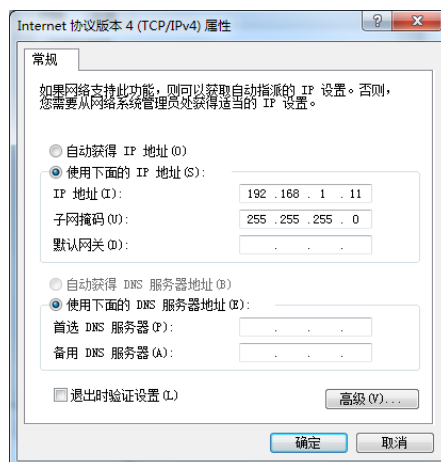 Internet 协议版本 4 (TCP/IPv4) 属性
常规
如果网络支持此功能，则可以获取自动指派的 IP 设置。否则，
您需要从网络系统管理员处获得适当的 IP 设置。
自动获得 IP 地址(O)
使用下面的 IP 地址(S):
IP 地址(I): 192 .168 . 1 . 11
子网掩码(U): 255 .255 .255 . 0
默认网关(D): . . .
自动获得 DNS 服务器地址(B)
使用下面的 DNS 服务器地址(E):
首选 DNS 服务器(P): . . .
备用 DNS 服务器(A): . . .
退出时验证设置(L)
高级(V)...
确定 取消